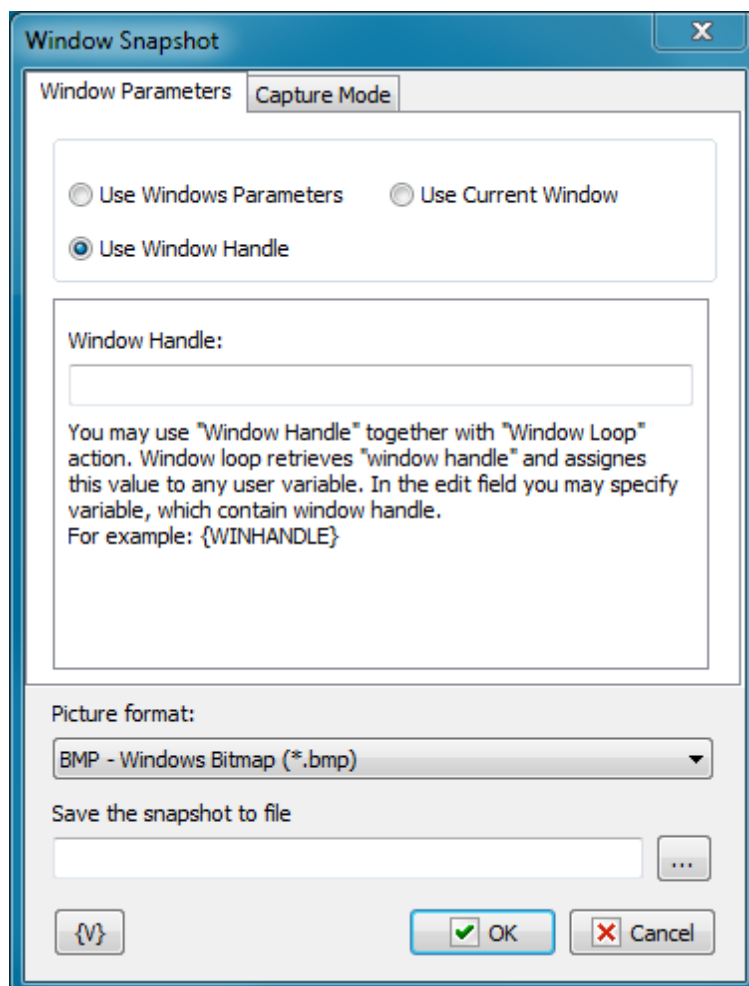 Window Snapshot
Window Parameters
Capture Mode
Use Windows Parameters
Use Current Window
Use Window Handle
Window Handle:
You may use "Window Handle" together with "Window Loop"
action. Window loop retrieves "window handle" and assignes
this value to any user variable. In the edit field you may specify
variable, which contain window handle.
For example: {WINHANDLE}
Picture format:
BMP - Windows Bitmap (*.bmp)
Save the snapshot to file
...
{V}
OK
Cancel